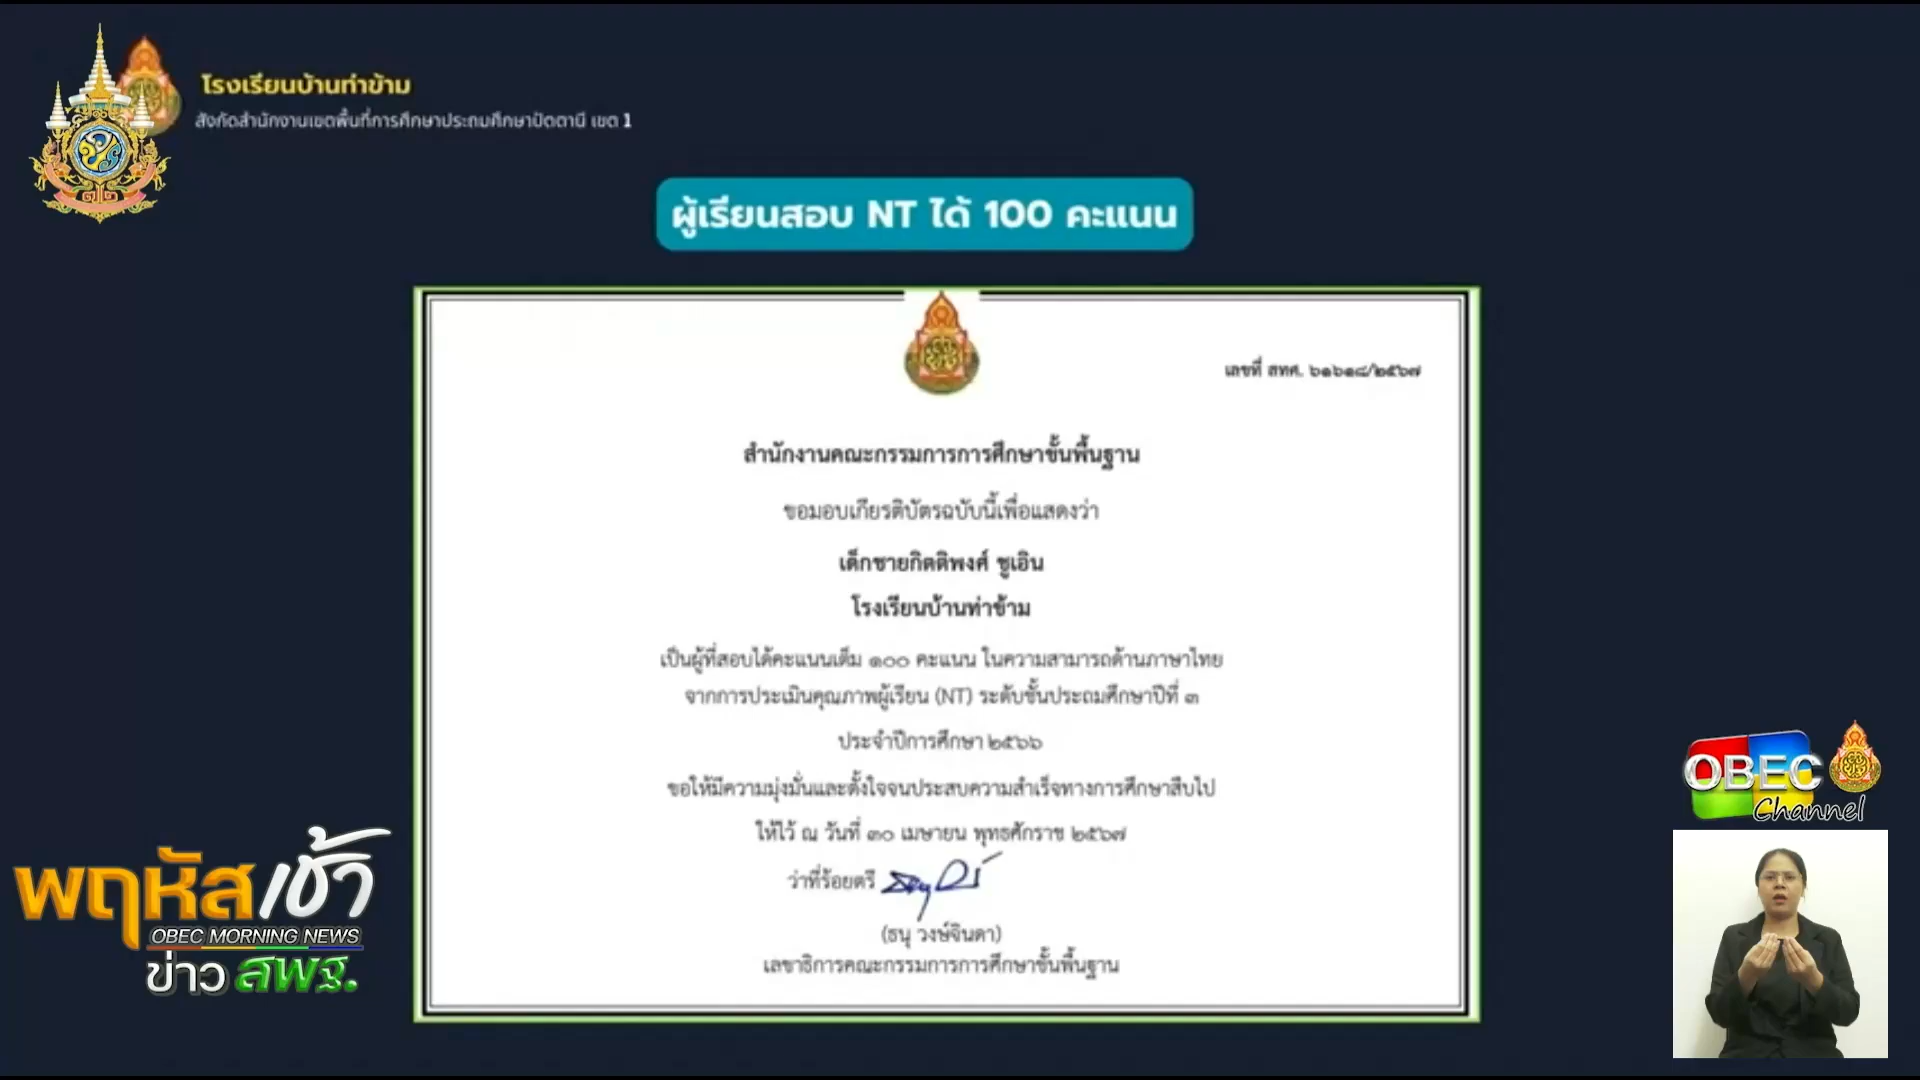 โรงเรียนบ้านท่าข้าม
สังกัดสำนักงานเขตพื้นที่การศึกษาประถมศึกษาปัตตานี เขต 1
ผู้เรียนสอบ NT ได้ 100 คะแนน
เลขที่ สทศ. ๖๑๖๑๘/๒๕๖๗
สำนักงานคณะกรรมการการศึกษาขั้นพื้นฐาน
ขอมอบเกียรติบัตรฉบับนี้เพื่อแสดงว่า
เด็กชายกิตติพงศ์ ชูเอิน
โรงเรียนบ้านท่าข้าม
เป็นผู้ที่สอบได้คะแนนเต็ม ๑๐๐ คะแนน ในความสามารถด้านภาษาไทย
จากการประเมินคุณภาพผู้เรียน (NT) ระดับชั้นประถมศึกษาปีที่ ๓
ประจำปีการศึกษา ๒๕๖๖
ขอให้มีความมุ่งมั่นและตั้งใจจนประสบความสำเร็จทางการศึกษาสืบไป
ให้ไว้ ณ วันที่ ๓๐ เมษายน พุทธศักราช ๒๕๖๗
ว่าที่ร้อยตรี
(ธนุ วงษ์จินดา)
เลขาธิการคณะกรรมการการศึกษาขั้นพื้นฐาน
พฤหัสเช้า
OBEC MORNING NEWS
ข่าว สพฐ.
OBEC
Channel